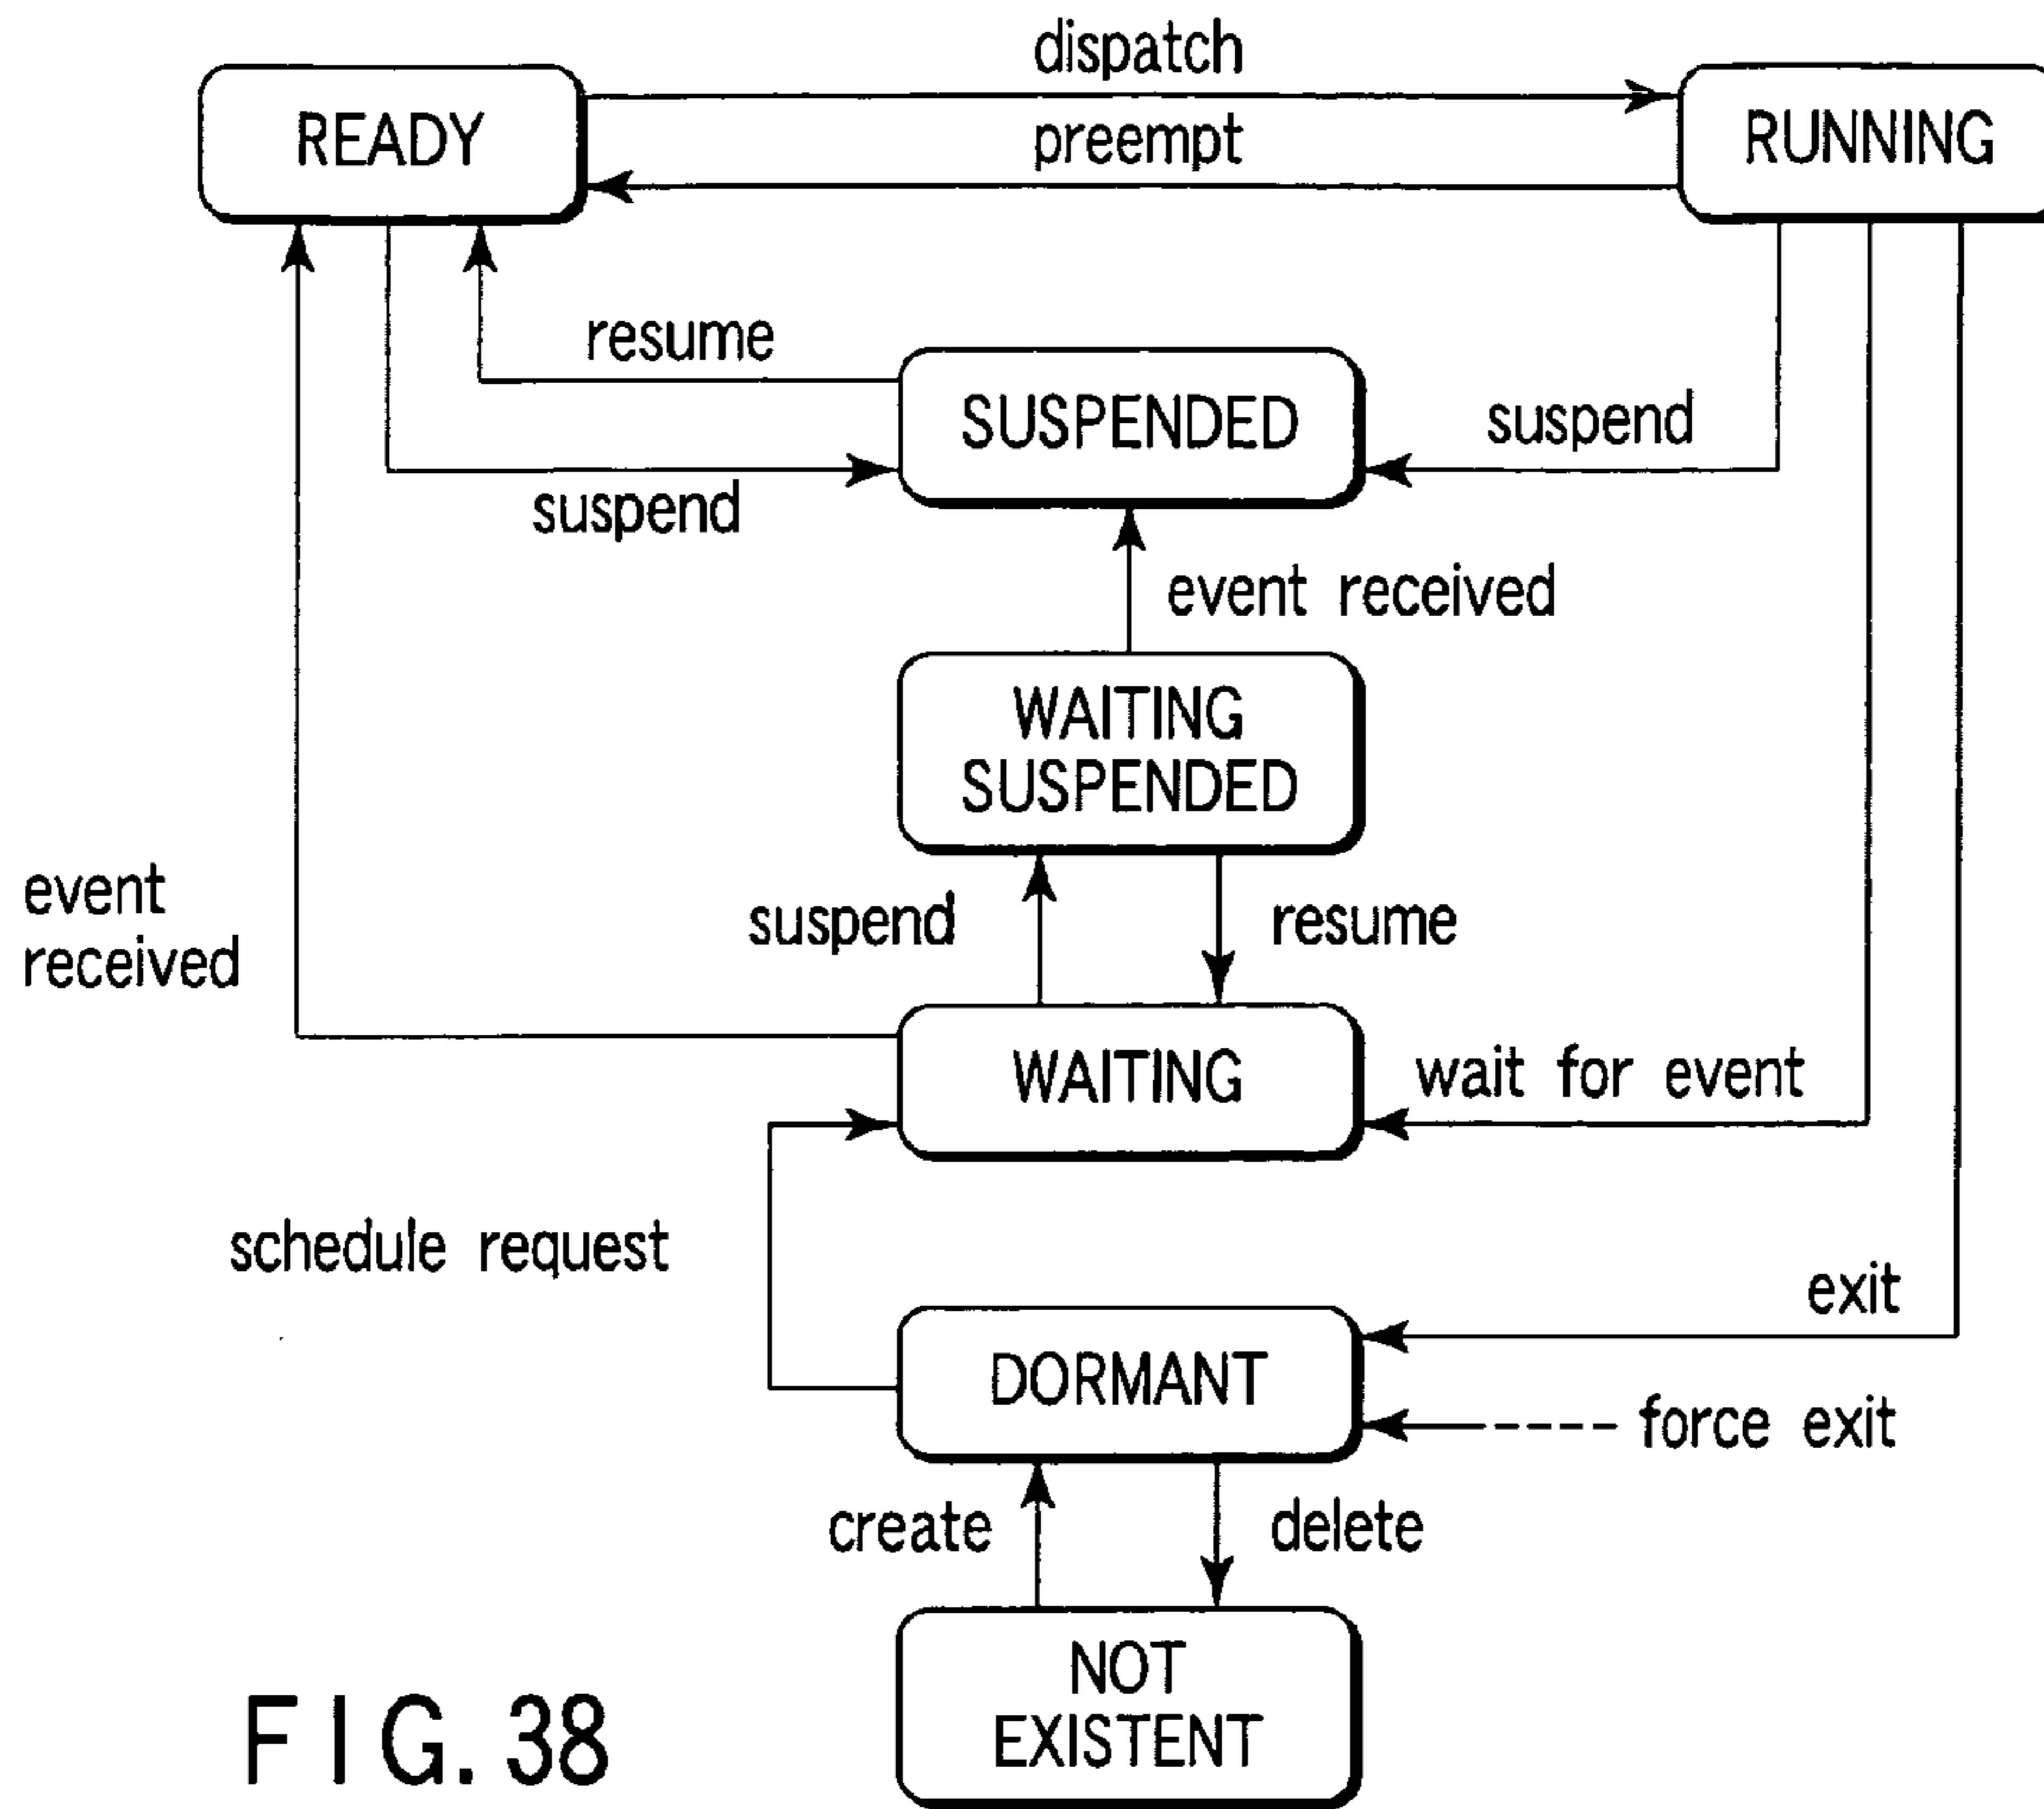 dispatch
READY
preempt
RUNNING
resume
SUSPENDED
suspend
suspend
event received
WAITING
SUSPENDED
event
received
suspend
resume
WAITING
wait for event
schedule request
exit
DORMANT
force exit
create
delete
NOT
EXISTENT
FIG. 38